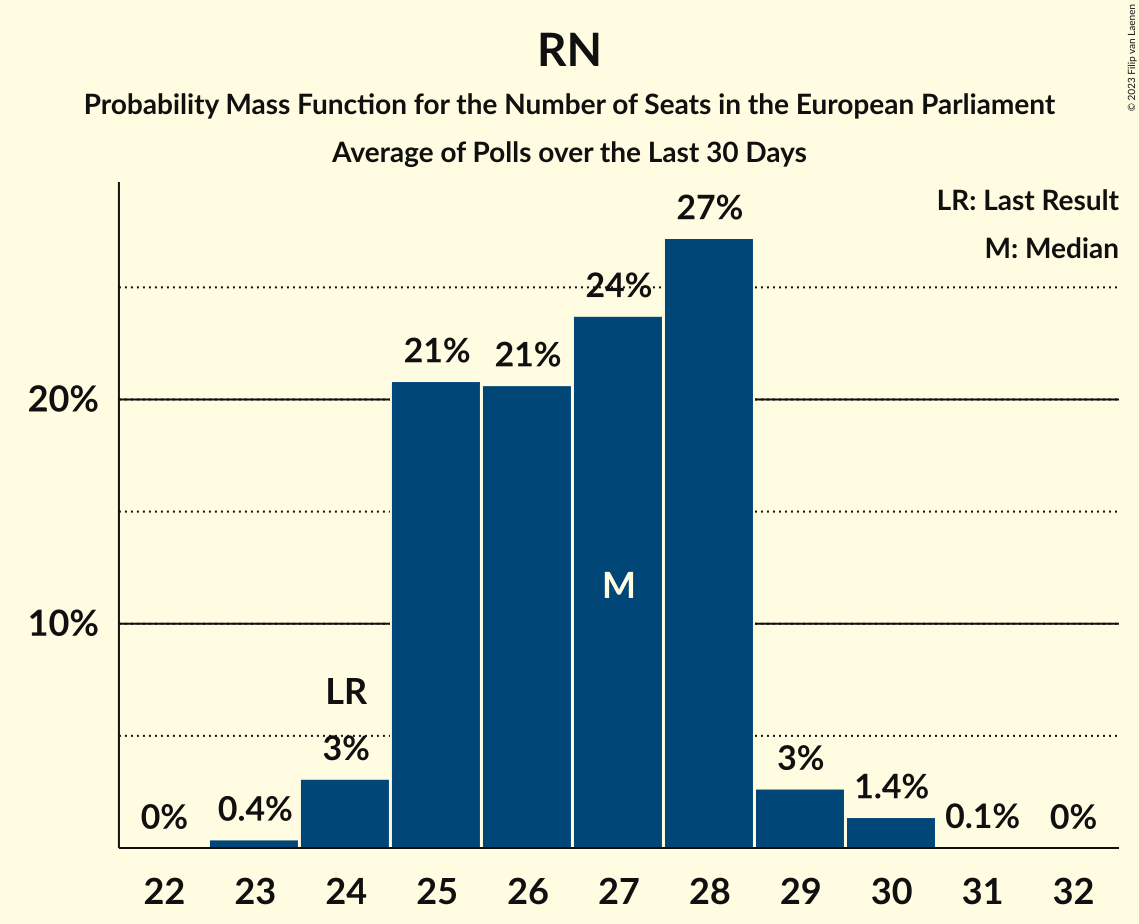 © 2023 Filip van Laenen
RN
Probability Mass Function for the Number of Seats in the European Parliament
Average of Polls over the Last 30 Days
LR: Last Result
M: Median
27%
24%
21%
21%
20%
M
10%
LR
3%
3%
1.4%
0% 0.4% 0.1% 0%
22 23 24 25 26 27 28 29 30 31 32